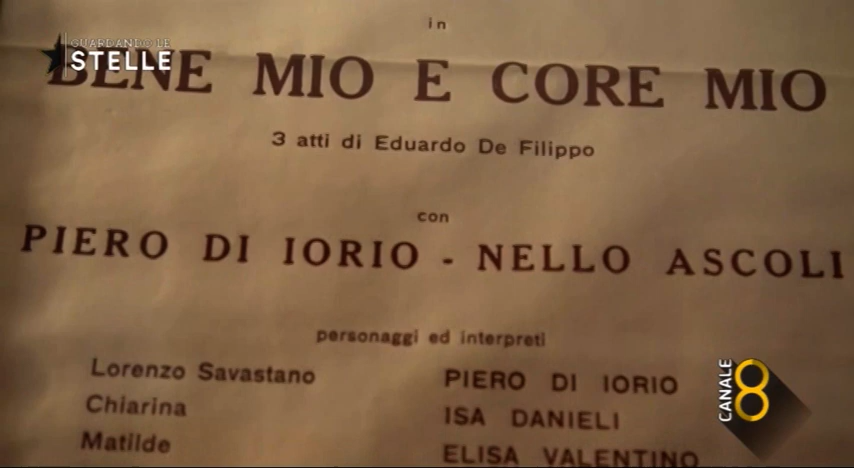 in
GUARDANDO LE
STELLE
BENE MIO E CORE MIO
3 atti di Eduardo De Filippo
con
PIERO DI IORIO - NELLO ASCOLI
personaggi ed interpreti
Lorenzo Savastano PIERO DI IORIO
Chiarina ISA DANIELI
Matilde ELISA VALENTINO
CANALE 8